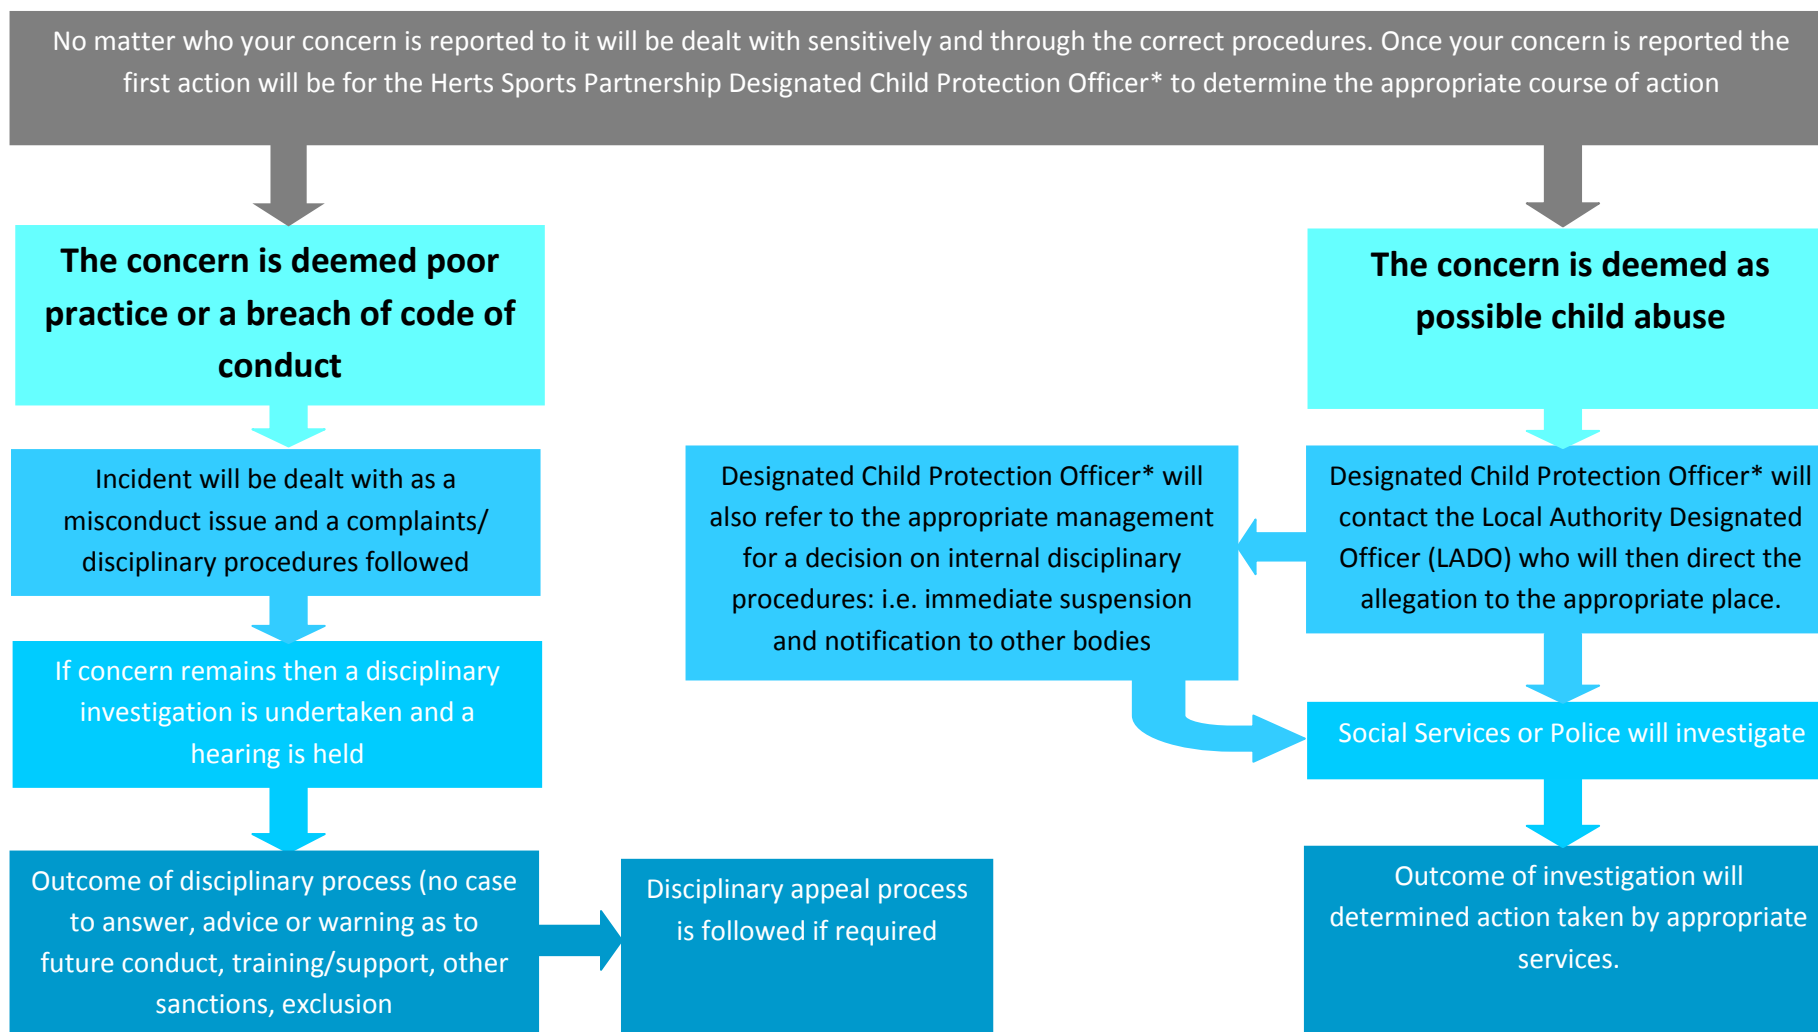 No matter who your concern is reported to it will be dealt with sensitively and through the correct procedures. Once your concern is reported the
first action will be for the Herts Sports Partnership Designated Child Protection Officer* to determine the appropriate course of action
The concern is deemed poor
practice or a breach of code of
conduct
The concern is deemed as
possible child abuse
Incident will be dealt with as a
misconduct issue and a complaints/
disciplinary procedures followed
Designated Child Protection Officer* will
also refer to the appropriate management
for a decision on internal disciplinary
procedures: i.e. immediate suspension
and notification to other bodies
Designated Child Protection Officer* will
contact the Local Authority Designated
Officer (LADO) who will then direct the
allegation to the appropriate place.
If concern remains then a disciplinary
investigation is undertaken and a
hearing is held
Social Services or Police will investigate
Outcome of disciplinary process (no case
to answer, advice or warning as to
future conduct, training/support, other
sanctions, exclusion
Disciplinary appeal process
is followed if required
Outcome of investigation will
determined action taken by appropriate
services.